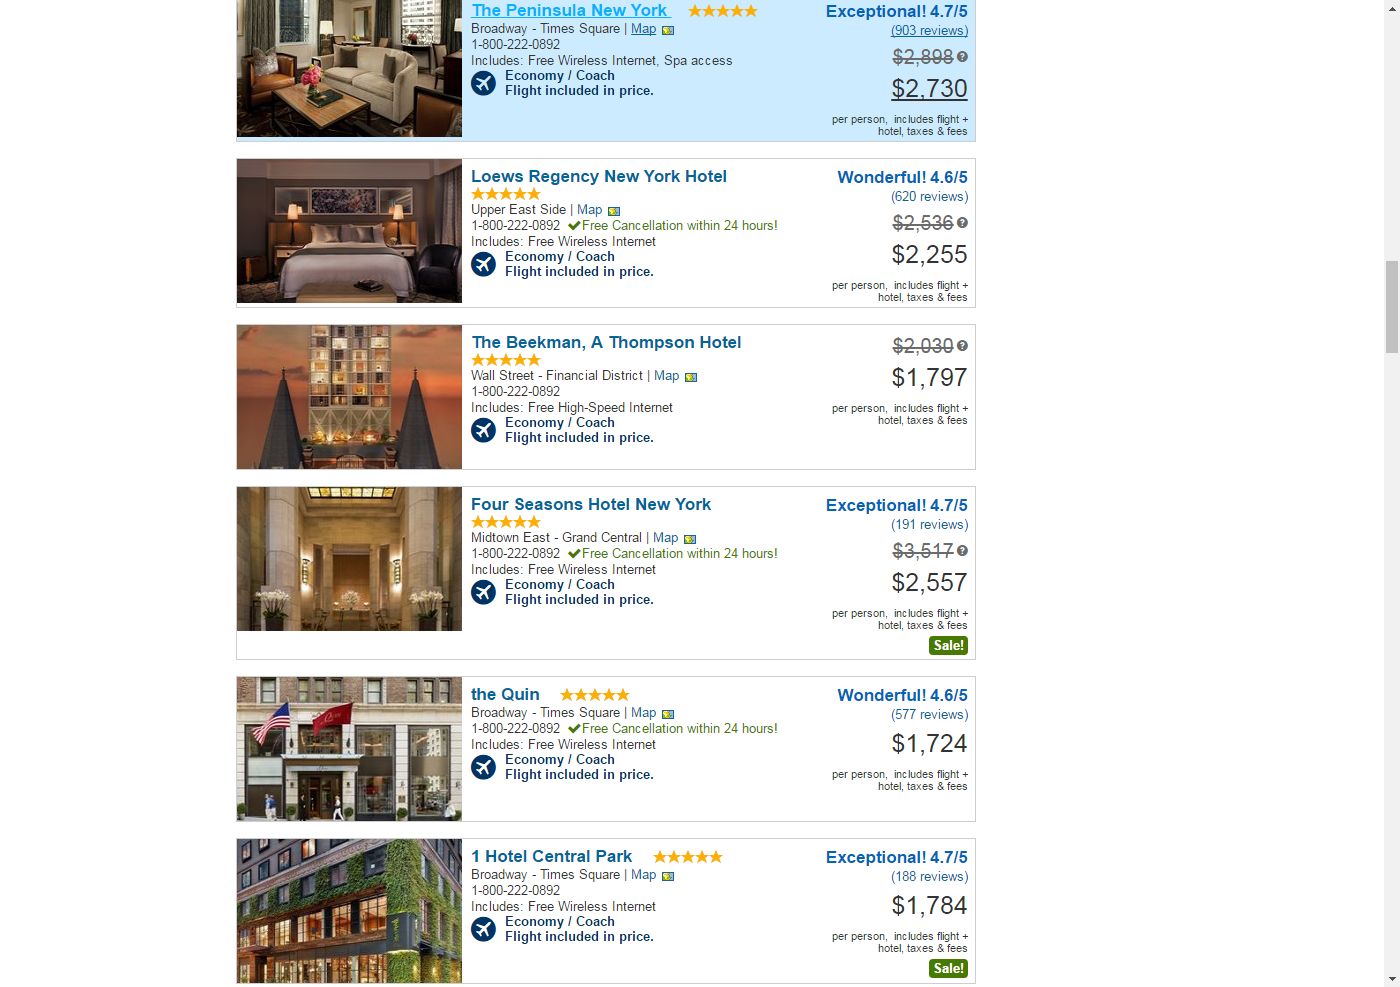 The Peninsula New York
Exceptional! 4.7/5
Broadway - Times Square | Map
(903 reviews)
1-800-222-0892
$2,898
Includes: Free Wireless Internet, Spa access
Economy / Coach
Flight included in price.
$2,730
per person, includes flight +
hotel, taxes & fees
Loews Regency New York Hotel
Wonderful! 4.6/5
(620 reviews)
Upper East Side | Map
1-800-222-0892 Free Cancellation within 24 hours!
$2,536
Includes: Free Wireless Internet
Economy / Coach
Flight included in price.
$2,255
per person, includes flight +
hotel, taxes & fees
The Beekman, A Thompson Hotel
$2,030
Wall Street - Financial District | Map
$1,797
1-800-222-0892
Includes: Free High-Speed Internet
per person, includes flight +
hotel, taxes & fees
Economy / Coach
Flight included in price.
Four Seasons Hotel New York
Exceptional! 4.7/5
(191 reviews)
Midtown East - Grand Central | Map
1-800-222-0892 Free Cancellation within 24 hours!
$3,517
Includes: Free Wireless Internet
Economy / Coach
Flight included in price.
$2,557
per person, includes flight +
hotel, taxes & fees
Sale!
the Quin
Wonderful! 4.6/5
Broadway - Times Square | Map
(577 reviews)
1-800-222-0892 Free Cancellation within 24 hours!
Includes: Free Wireless Internet
$1,724
Economy / Coach
Flight included in price.
per person, includes flight +
hotel, taxes & fees
1 Hotel Central Park
Exceptional! 4.7/5
Broadway - Times Square | Map
(188 reviews)
1-800-222-0892
Includes: Free Wireless Internet
$1,784
Economy / Coach
Flight included in price.
per person, includes flight +
hotel, taxes & fees
Sale!